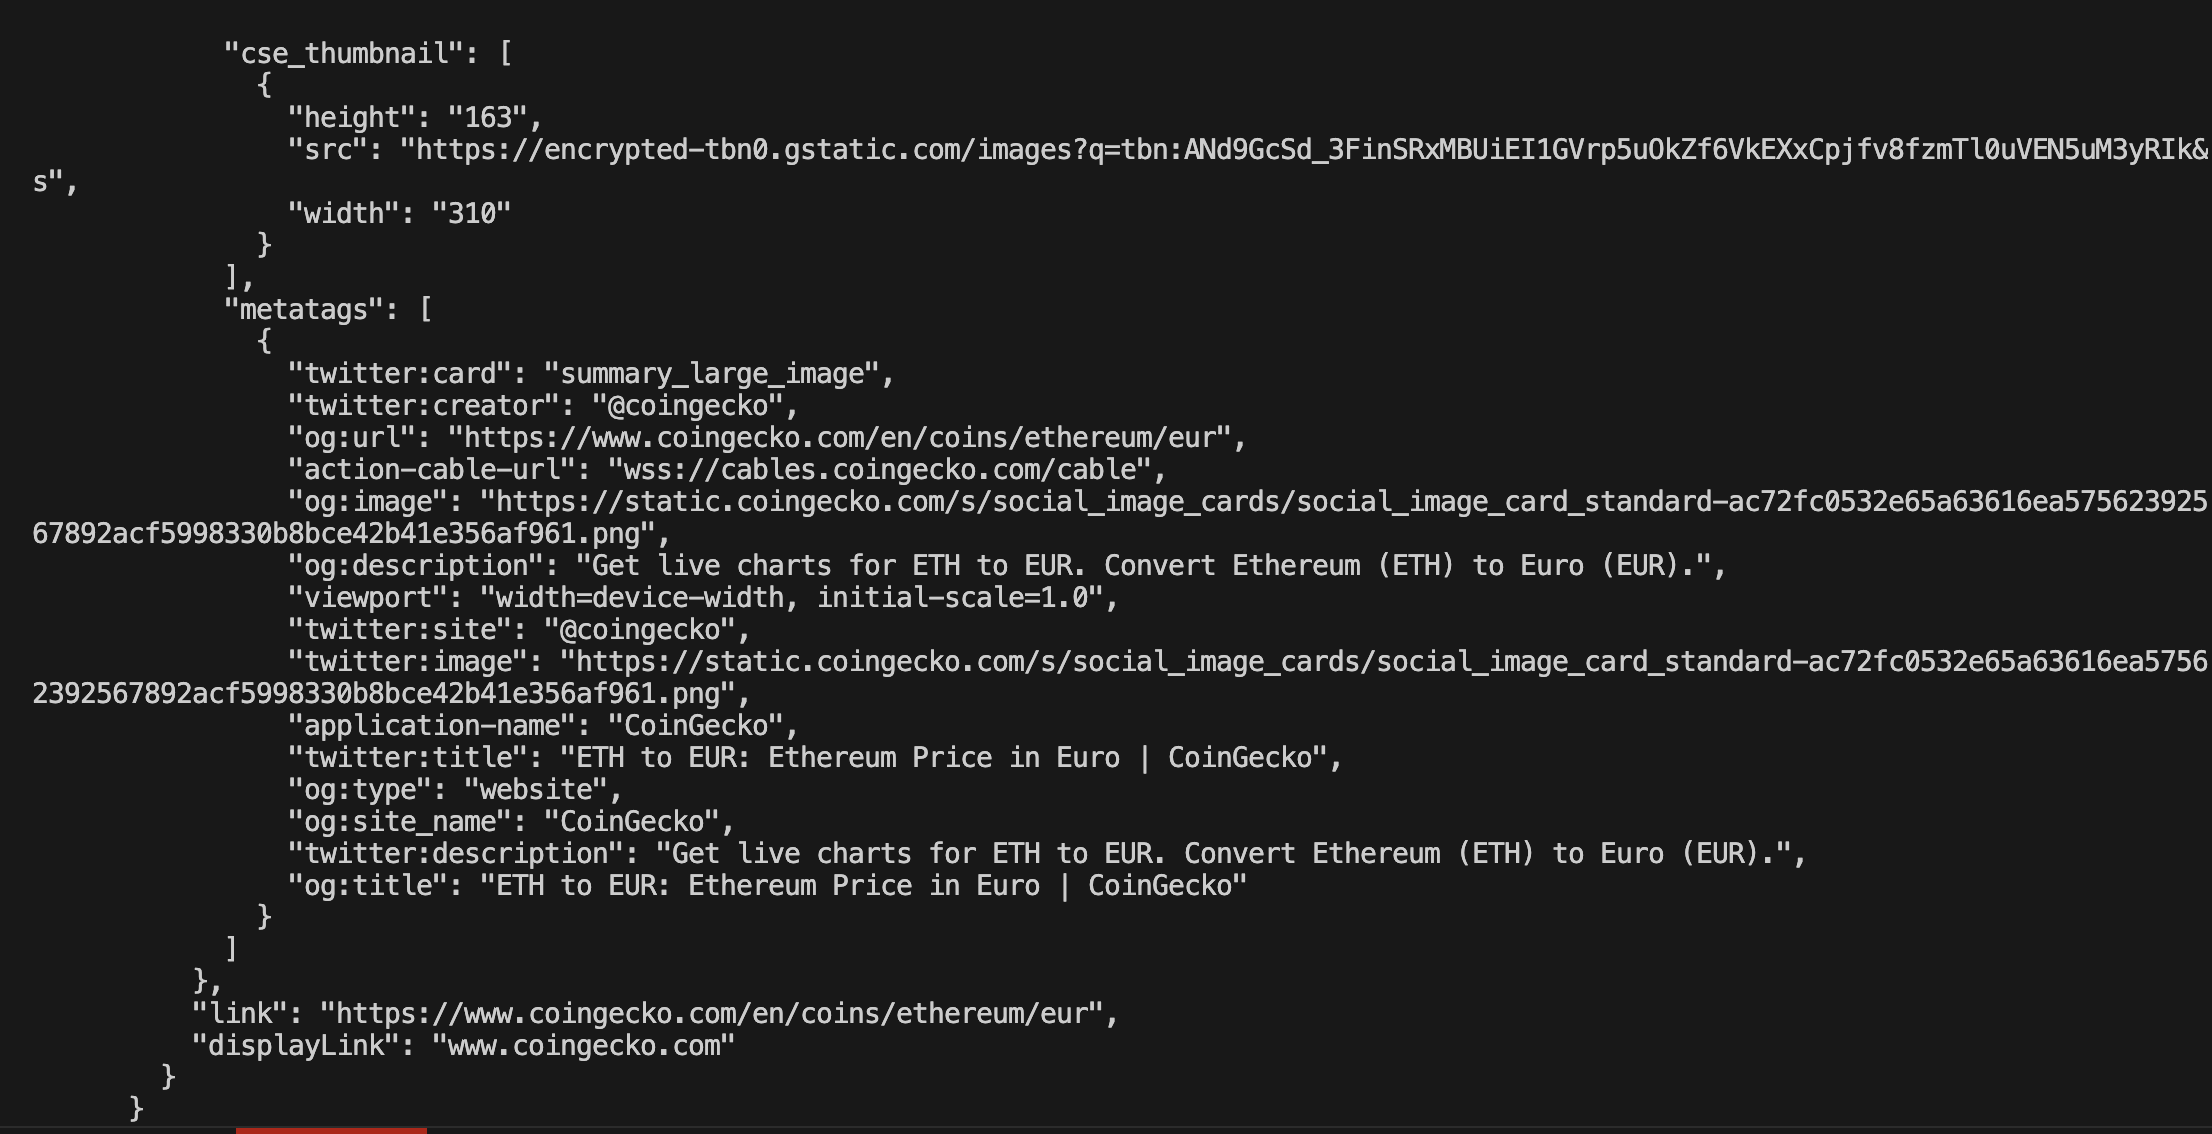 "cse_thumbnail": [
{
"height": "163",
"src": "https://encrypted-tbn0.gstatic.com/images?q=tbn:ANd9GcSd_3FinSRxMBUiEI1GVrp5uOkZf6VkEXxCpjfv8fzmTl0uVEN5uM3yRIk&
s",
"width": "310"
}
],
"metatags": [
{
"twitter:card": "summary_large_image",
"twitter:creator": "@coingecko",
"og:url": "https://www.coingecko.com/en/coins/ethereum/eur",
"action-cable-url": "wss://cables.coingecko.com/cable",
"og:image": "https://static.coingecko.com/s/social_image_cards/social_image_card_standard-ac72fc0532e65a63616ea575623925
67892acf5998330b8bce42b41e356af961.png",
"og:description": "Get live charts for ETH to EUR. Convert Ethereum (ETH) to Euro (EUR).",
"viewport": "width=device-width, initial-scale=1.0",
"twitter:site": "@coingecko",
"twitter:image": "https://static.coingecko.com/s/social_image_cards/social_image_card_standard-ac72fc0532e65a63616ea5756
2392567892acf5998330b8bce42b41e356af961.png",
"application-name": "CoinGecko",
"twitter:title": "ETH to EUR: Ethereum Price in Euro | CoinGecko",
"og:type": "website",
"og:site_name": "CoinGecko",
"twitter:description": "Get live charts for ETH to EUR. Convert Ethereum (ETH) to Euro (EUR).",
"og:title": "ETH to EUR: Ethereum Price in Euro | CoinGecko"
}
]
},
"link": "https://www.coingecko.com/en/coins/ethereum/eur",
"displayLink": "www.coingecko.com"
}
}